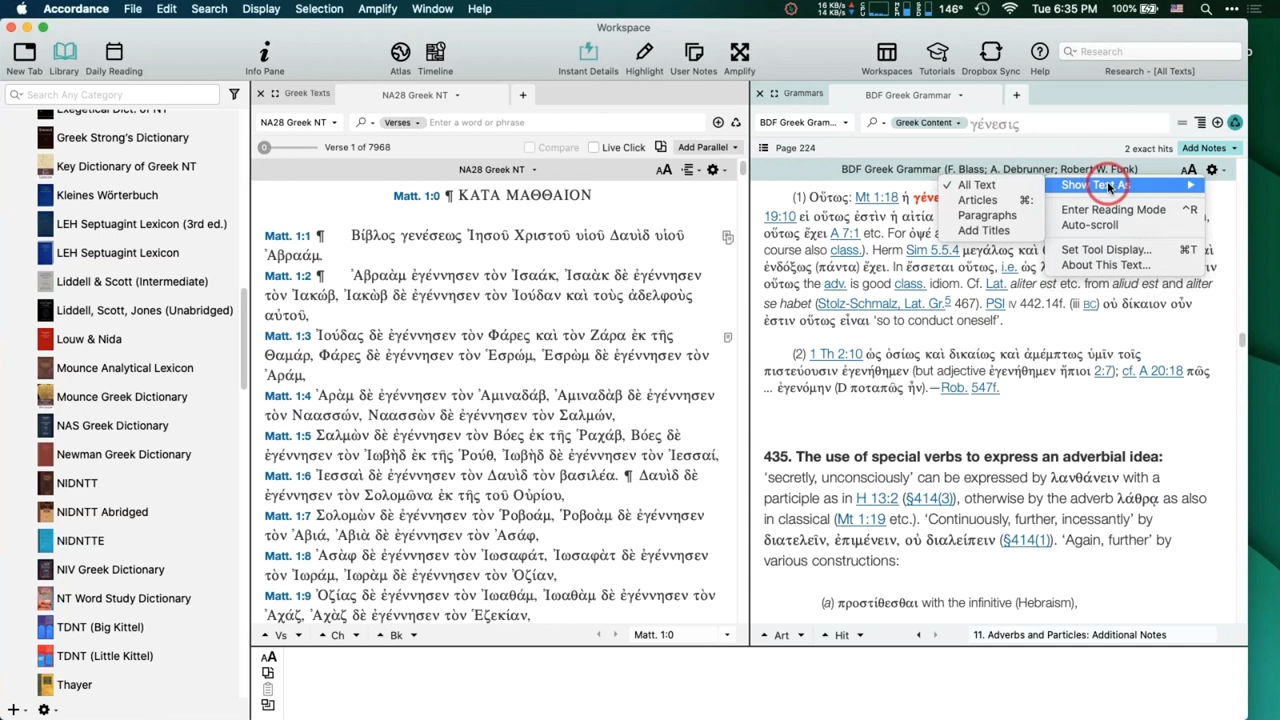 Accordance File Edit Search Display Selection Amplify Window Help 16 KB/s 4 KB/s 146° Tue 6:35 PM 100%
Workspace
New Tab Library Daily Reading Info Pane Atlas Timeline Instant Details Highlight User Notes Amplify Workspaces Tutorials Dropbox Sync Help Research
Research - [All Texts]
Search Any Category
Exegetical Dict. of NT
Greek Strong's Dictionary
Key Dictionary of Greek NT
Kleines Wörterbuch
LEH Septuagint Lexicon (3rd ed.)
LEH Septuagint Lexicon
Liddell & Scott (Intermediate)
Liddell, Scott, Jones (Unabridged)
Louw & Nida
Mounce Analytical Lexicon
Mounce Greek Dictionary
NAS Greek Dictionary
Newman Greek Dictionary
NIDNTT
NIDNTT Abridged
NIDNTTE
NIV Greek Dictionary
NT Word Study Dictionary
TDNT (Big Kittel)
TDNT (Little Kittel)
Thayer
Greek Texts NA28 Greek NT
NA28 Greek NT Verses Enter a word or phrase
Verse 1 of 7968 Compare Live Click Add Parallel
NA28 Greek NT
Matt. 1:0 ¶ ΚΑΤΑ ΜΑΘΘΑΙΟΝ
Matt. 1:1 ¶ Βίβλος γενέσεως Ἰησοῦ Χριστοῦ υἱοῦ Δαυὶδ υἱοῦ
Ἀβραάμ.
Matt. 1:2 ¶ Ἀβραὰμ ἐγέννησεν τὸν Ἰσαάκ, Ἰσαὰκ δὲ ἐγέννησεν
τὸν Ἰακώβ, Ἰακὼβ δὲ ἐγέννησεν τὸν Ἰούδαν καὶ τοὺς ἀδελφοὺς
αὐτοῦ,
Matt. 1:3 Ἰούδας δὲ ἐγέννησεν τὸν Φάρες καὶ τὸν Ζάρα ἐκ τῆς
Θαμάρ, Φάρες δὲ ἐγέννησεν τὸν Ἑσρώμ, Ἑσρὼμ δὲ ἐγέννησεν τὸν
Ἀράμ,
Matt. 1:4 Ἀρὰμ δὲ ἐγέννησεν τὸν Ἀμιναδάβ, Ἀμιναδὰβ δὲ ἐγέννησεν
τὸν Ναασσών, Ναασσὼν δὲ ἐγέννησεν τὸν Σαλμών,
Matt. 1:5 Σαλμὼν δὲ ἐγέννησεν τὸν Βόες ἐκ τῆς Ῥαχάβ, Βόες δὲ
ἐγέννησεν τὸν Ἰωβὴδ ἐκ τῆς Ῥούθ, Ἰωβὴδ δὲ ἐγέννησεν τὸν Ἰεσσαί,
Matt. 1:6 Ἰεσσαὶ δὲ ἐγέννησεν τὸν Δαυὶδ τὸν βασιλέα. ¶ Δαυὶδ δὲ
ἐγέννησεν τὸν Σολομῶνα ἐκ τῆς τοῦ Οὐρίου,
Matt. 1:7 Σολομὼν δὲ ἐγέννησεν τὸν Ῥοβοάμ, Ῥοβοὰμ δὲ ἐγέννησεν
τὸν Ἀβιά, Ἀβιὰ δὲ ἐγέννησεν τὸν Ἀσάφ,
Matt. 1:8 Ἀσὰφ δὲ ἐγέννησεν τὸν Ἰωσαφάτ, Ἰωσαφὰτ δὲ ἐγέννησεν
τὸν Ἰωράμ, Ἰωρὰμ δὲ ἐγέννησεν τὸν Ὀζίαν,
Matt. 1:9 Ὀζίας δὲ ἐγέννησεν τὸν Ἰωαθάμ, Ἰωαθὰμ δὲ ἐγέννησεν τὸν
Ἀχάζ, Ἀχὰζ δὲ ἐγέννησεν τὸν Ἑζεκίαν,
Vs Ch Bk Matt. 1:0
Grammars BDF Greek Grammar
BDF Greek Gram... Greek Content γένεσις
Page 224 2 exact hits Add Notes
BDF Greek Grammar (F. Blass; A. Debrunner; Robert W. Funk)
All Text
Articles ⌘:
Paragraphs
Add Titles
Show Text As
Enter Reading Mode ^R
Auto-scroll
Set Tool Display... ⌘T
About This Text...
(1) Οὕτως: Mt 1:18 ἡ
19:10 εἰ οὕτως ἐστὶν ἡ αἰτία
οὕτως ἔχει A 7:1 etc. For ὀψέ
course also class.). Herm Sim 5.5.4 μεγάλως καὶ
ἐνδόξως (πάντα) ἔχει. In ἔσσεται οὕτως, i.e. ὡς
οὕτως the adv. is good class. idiom. Cf. Lat. aliter est etc. from aliud est and aliter
se habet (Stolz-Schmalz, Lat. Gr.5 467). PSI IV 442.14f. (iii BC) οὐ δίκαιον οὖν
ἐστιν οὕτως εἶναι ‘so to conduct oneself’.
(2) 1 Th 2:10 ὡς ὁσίως καὶ δικαίως καὶ ἀμέμπτως ὑμῖν τοῖς
πιστεύουσιν ἐγενήθημεν (but adjective ἐγενήθημεν ἤπιοι 2:7); cf. A 20:18 πῶς
... ἐγενόμην (D ποταπῶς ἦν).—Rob. 547f.
435. The use of special verbs to express an adverbial idea:
‘secretly, unconsciously’ can be expressed by λανθάνειν with a
participle as in H 13:2 (§414(3)), otherwise by the adverb λάθρᾳ as also
in classical (Mt 1:19 etc.). ‘Continuously, further, incessantly’ by
διατελεῖν, ἐπιμένειν, οὐ διαλείπειν (§414(1)). ‘Again, further’ by
various constructions:
(a) προστίθεσθαι with the infinitive (Hebraism),
Art Hit 11. Adverbs and Particles: Additional Notes